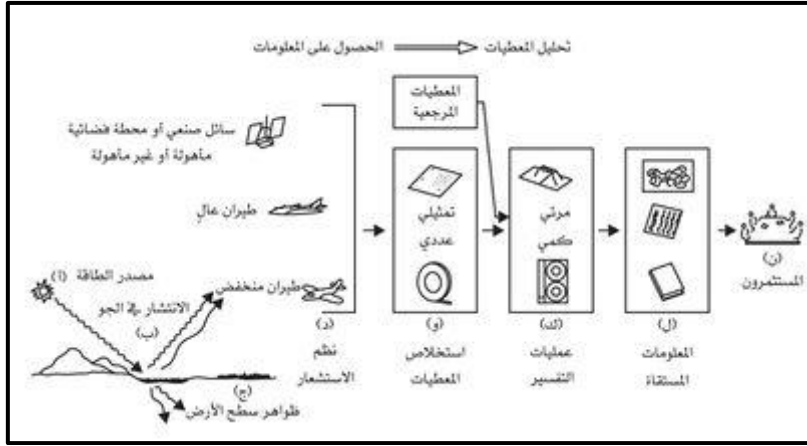 الحصول على المعلومات
تحليل المعطيات
المعطيات
المرجعية
ساتل صنعي أو محطة فضائية
مأهولة أو غير مأهولة
طيران عالٍ
تمثيلي
عددي
مرئي
كمي
(ن)
المستثمرون
مصدر الطاقة (ا)
طيران منخفض
الانتشار في الجو
(ب)
(ج)
ظواهر سطح الأرض
(د)
نظم
الاستشعار
(و)
استخلاص
المعطيات
(ك)
عمليات
التفسير
(ل)
المعلومات
المستقاة